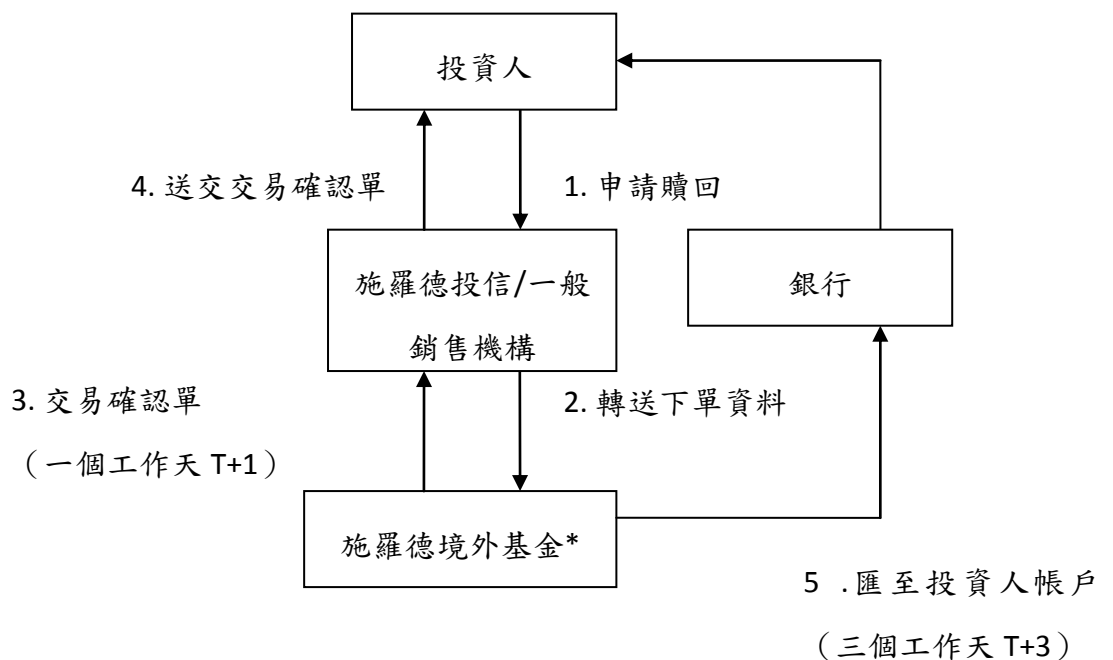 投資人
4. 送交交易確認單
1. 申請贖回
施羅德投信/一般
銷售機構
銀行
3. 交易確認單
（一個工作天 T+1）
2. 轉送下單資料
施羅德境外基金*
5 .匯至投資人帳戶
（三個工作天 T+3）